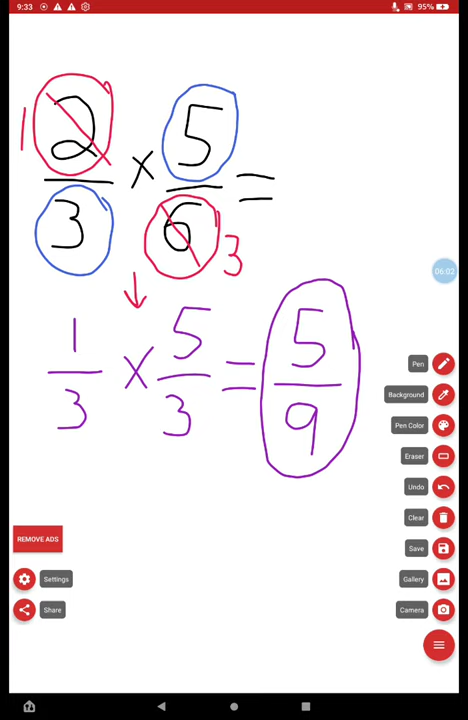 9:33 95%
1 2/3 × 5/6 3 =
06:02
1/3 × 5/3 = 5/9
Pen
Background
Pen Color
Eraser
Undo
Clear
Save
REMOVE ADS
Settings
Gallery
Share
Camera